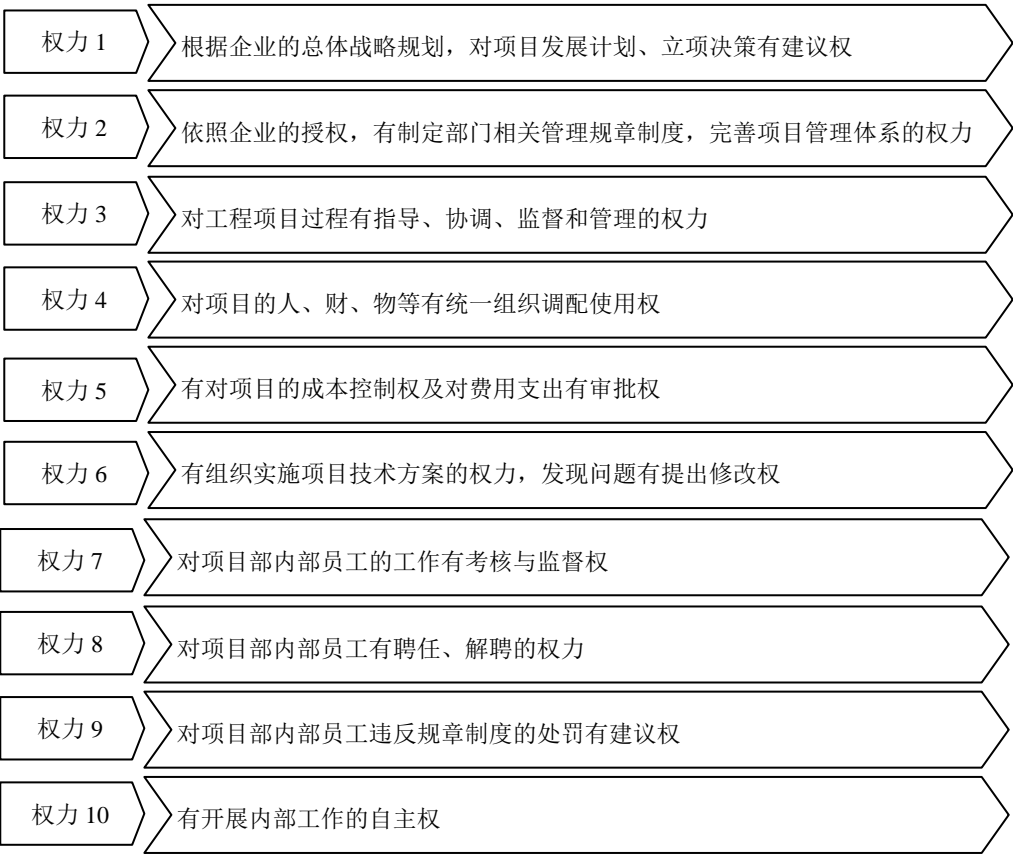 权力 1
根据企业的总体战略规划，对项目发展计划、立项决策有建议权
权力 2
依照企业的授权，有制定部门相关管理规章制度，完善项目管理体系的权力
权力 3
对工程项目过程有指导、协调、监督和管理的权力
权力 4
对项目的人、财、物等有统一组织调配使用权
权力 5
有对项目的成本控制权及对费用支出有审批权
权力 6
有组织实施项目技术方案的权力，发现问题有提出修改权
权力 7
对项目部内部员工的工作有考核与监督权
权力 8
对项目部内部员工有聘任、解聘的权力
权力 9
对项目部内部员工违反规章制度的处罚有建议权
权力 10
有开展内部工作的自主权